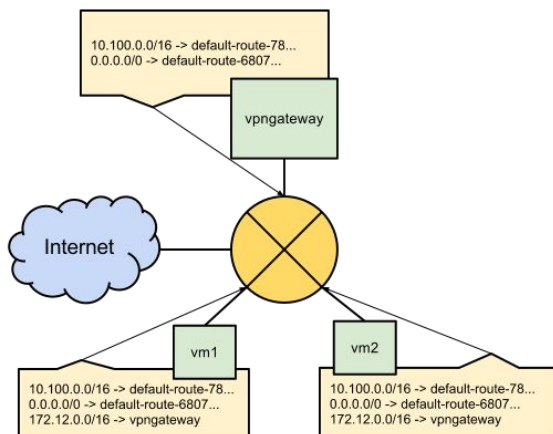 10.100.0.0/16 -> default-route-78...
0.0.0.0/0 -> default-route-6807...
vpngateway
Internet
vm1
vm2
10.100.0.0/16 -> default-route-78...
0.0.0.0/0 -> default-route-6807...
172.12.0.0/16 -> vpngateway
10.100.0.0/16 -> default-route-78...
0.0.0.0/0 -> default-route-6807...
172.12.0.0/16 -> vpngateway